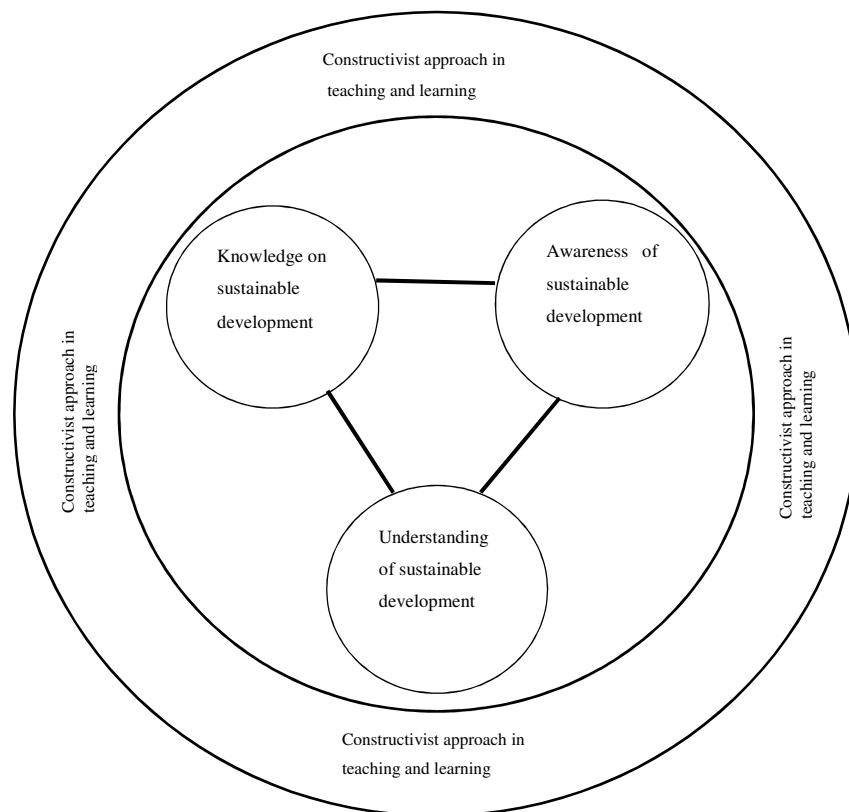 Constructivist approach in
teaching and learning
Knowledge on
sustainable
development
Awareness of
sustainable
development
Constructivist approach in
teaching and learning
Constructivist approach in
teaching and learning
Understanding
of sustainable
development
Constructivist approach in
teaching and learning